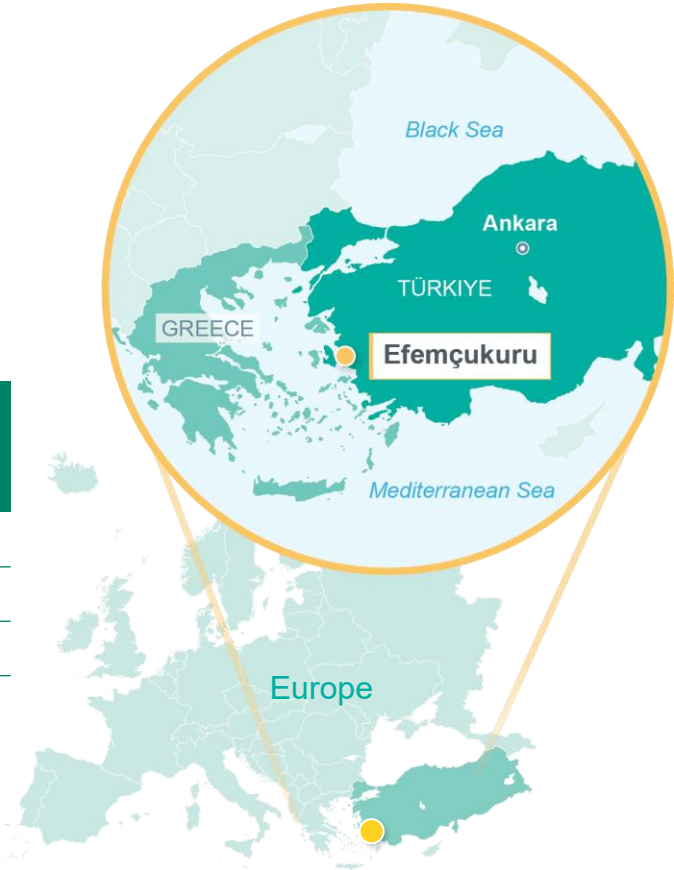 Black Sea
Ankara
TÜRKIYE
GREECE
Efemçukuru
Mediterranean Sea
Europe